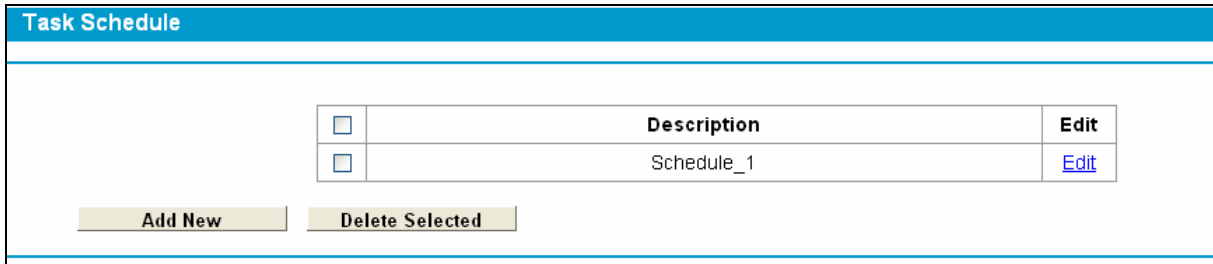 Task Schedule
Description Edit
Schedule_1 Edit
Add New Delete Selected